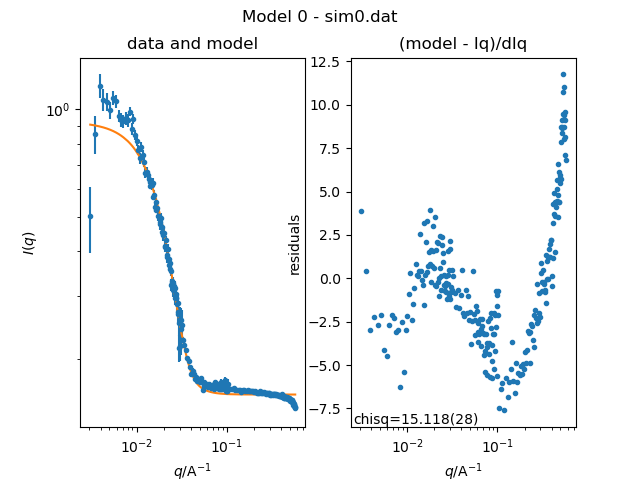 Model 0 - sim0.dat
data and model
(model - Iq)/dIq
10⁰
I(q)
10⁻²
10⁻¹
q/A⁻¹
12.5
10.0
7.5
5.0
2.5
0.0
−2.5
−5.0
−7.5
residuals
chisq=15.118(28)
10⁻²
10⁻¹
q/A⁻¹